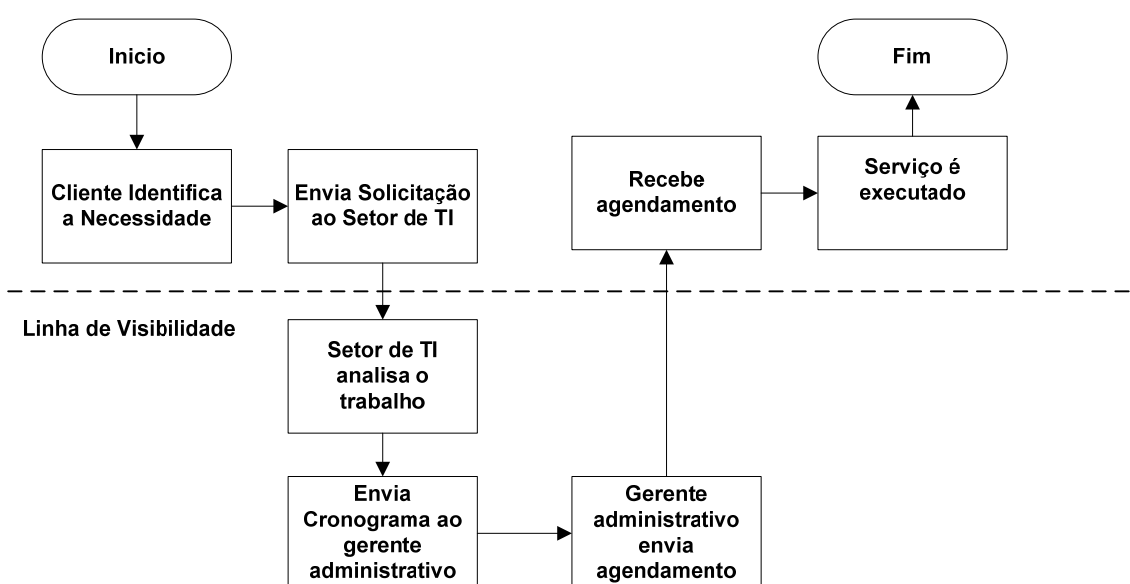 Inicio
Fim
Cliente Identifica
a Necessidade
Envia Solicitação
ao Setor de TI
Recebe
agendamento
Serviço é
executado
Linha de Visibilidade
Setor de TI
analisa o
trabalho
Envia
Cronograma ao
gerente
administrativo
Gerente
administrativo
envia
agendamento